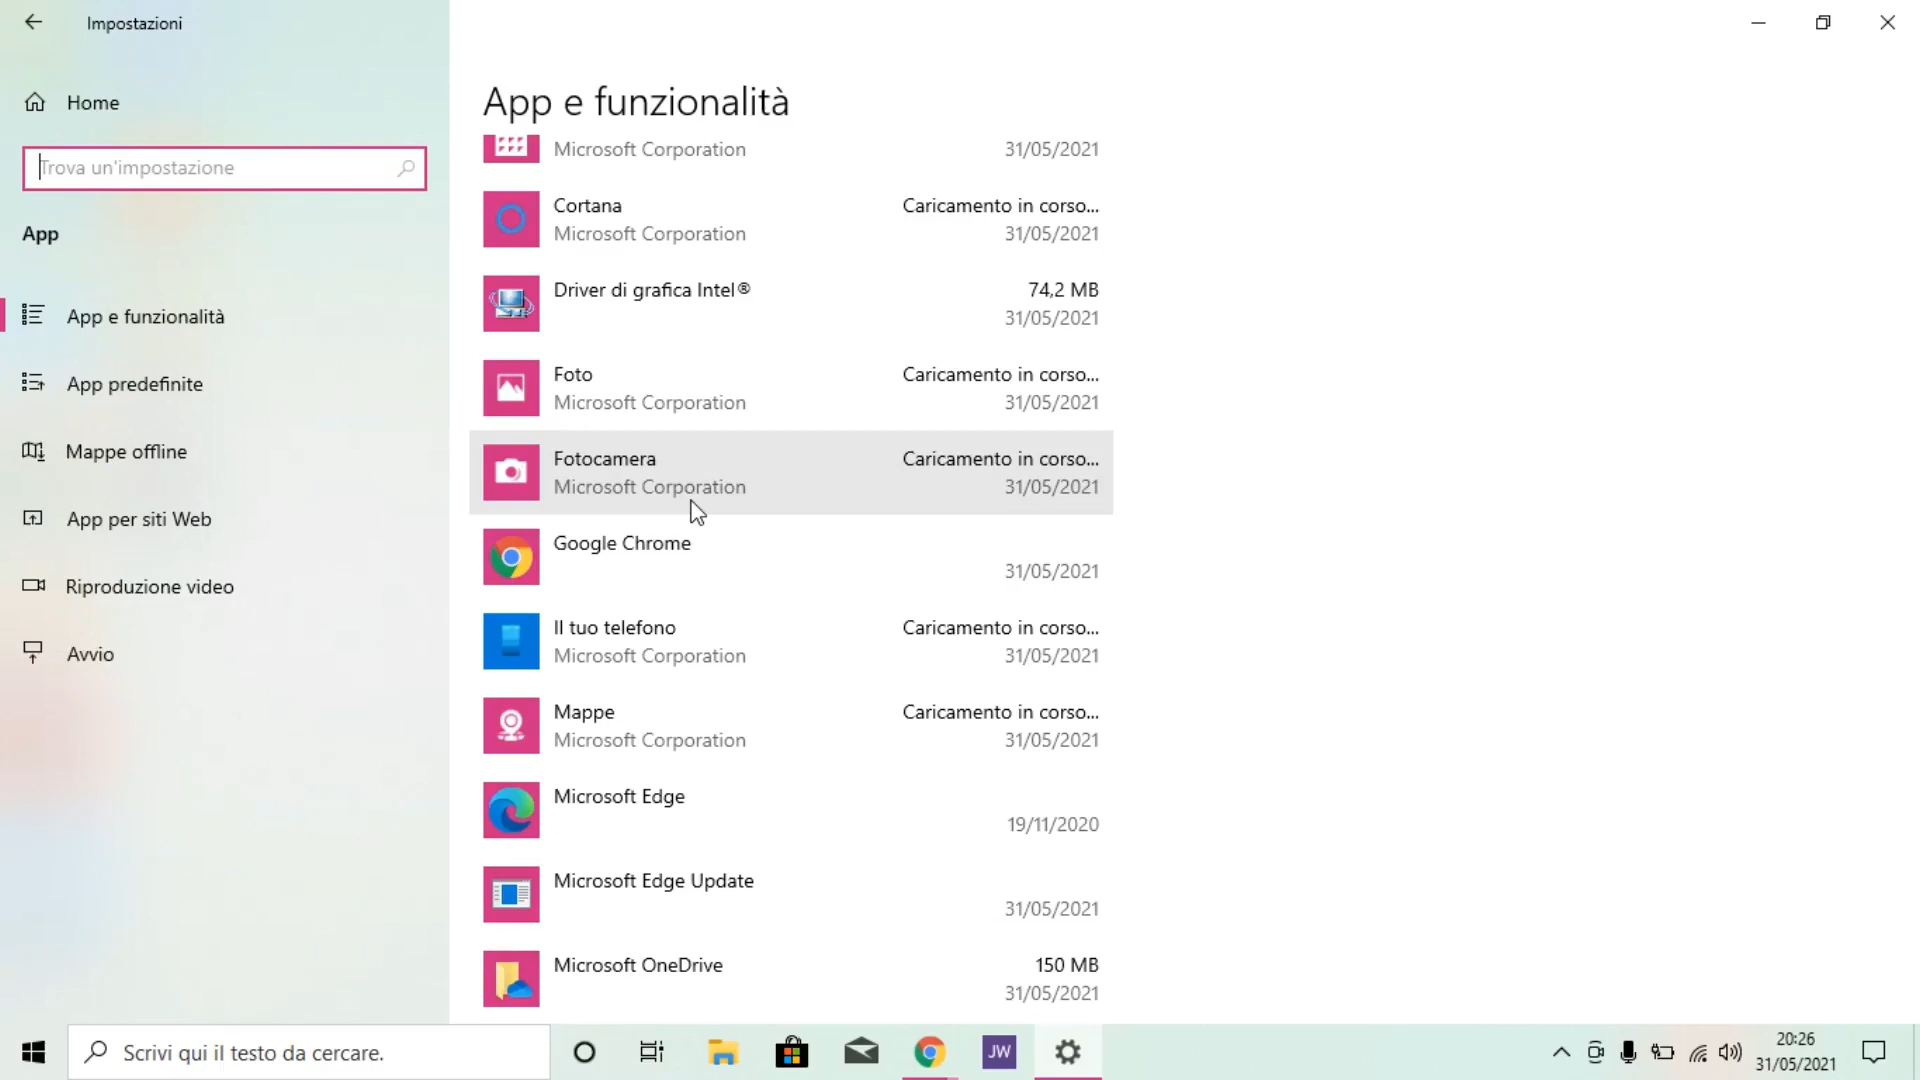 Impostazioni
Home
Trova un'impostazione
App
App e funzionalità
App predefinite
Mappe offline
App per siti Web
Riproduzione video
Avvio
App e funzionalità
Microsoft Corporation 31/05/2021
Cortana Caricamento in corso...
Microsoft Corporation 31/05/2021
Driver di grafica Intel® 74,2 MB
31/05/2021
Foto Caricamento in corso...
Microsoft Corporation 31/05/2021
Fotocamera Caricamento in corso...
Microsoft Corporation 31/05/2021
Google Chrome
31/05/2021
Il tuo telefono Caricamento in corso...
Microsoft Corporation 31/05/2021
Mappe Caricamento in corso...
Microsoft Corporation 31/05/2021
Microsoft Edge
19/11/2020
Microsoft Edge Update
31/05/2021
Microsoft OneDrive 150 MB
31/05/2021
Scrivi qui il testo da cercare.
JW
20:26
31/05/2021